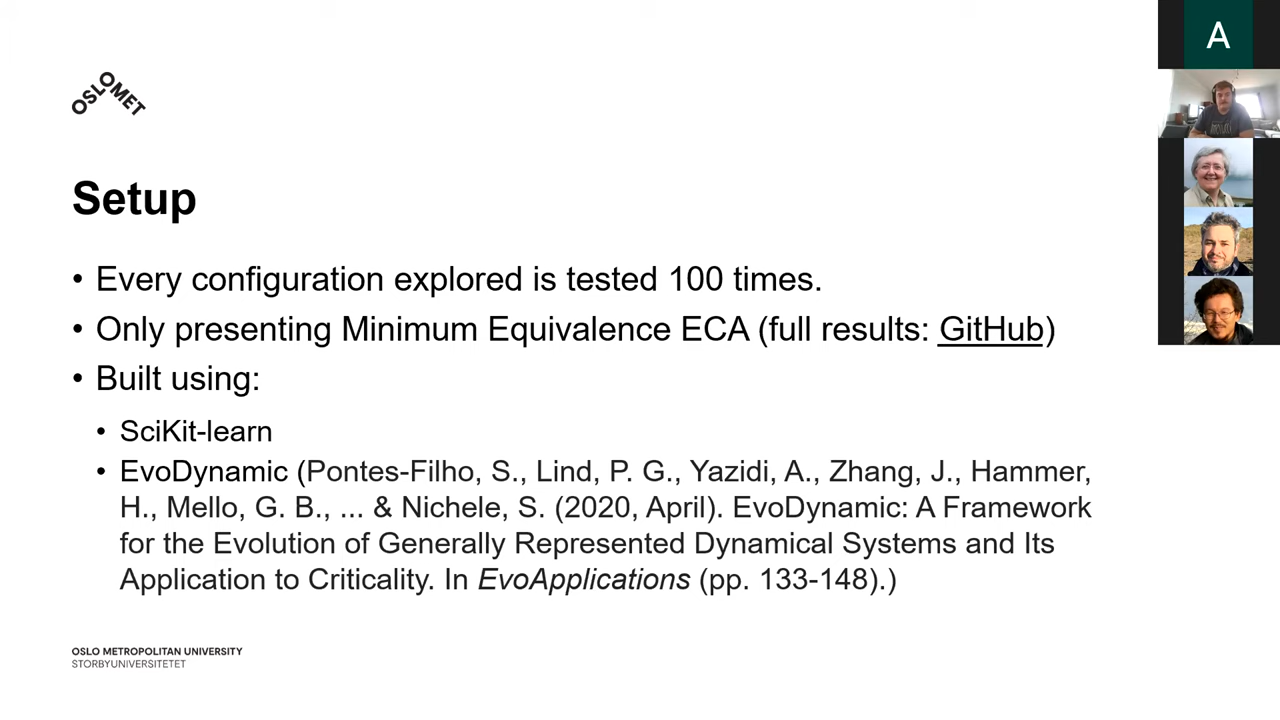 OSLOMET
A
Setup
• Every configuration explored is tested 100 times.
• Only presenting Minimum Equivalence ECA (full results: GitHub)
• Built using:
• SciKit-learn
• EvoDynamic (Pontes-Filho, S., Lind, P. G., Yazidi, A., Zhang, J., Hammer,
H., Mello, G. B., ... & Nichele, S. (2020, April). EvoDynamic: A Framework
for the Evolution of Generally Represented Dynamical Systems and Its
Application to Criticality. In EvoApplications (pp. 133-148).)
OSLO METROPOLITAN UNIVERSITY
STORBYUNIVERSITETET